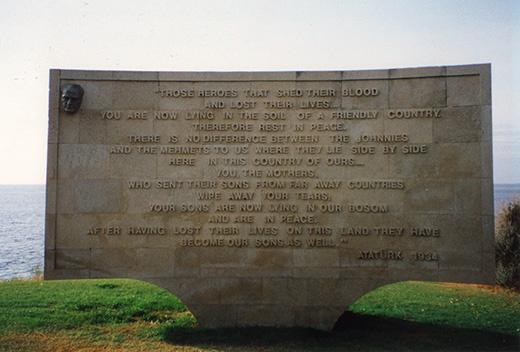 "THOSE HEROES THAT SHED THEIR BLOOD
AND LOST THEIR LIVES...
YOU ARE NOW LYING IN THE SOIL OF A FRIENDLY COUNTRY.
THEREFORE REST IN PEACE.
THERE IS NO DIFFERENCE BETWEEN THE JOHNNIES
AND THE MEHMETS TO US WHERE THEY LIE SIDE BY SIDE
HERE IN THIS COUNTRY OF OURS...
YOU, THE MOTHERS,
WHO SENT THEIR SONS FROM FAR AWAY COUNTRIES
WIPE AWAY YOUR TEARS;
YOUR SONS ARE NOW LYING IN OUR BOSOM
AND ARE IN PEACE.
AFTER HAVING LOST THEIR LIVES ON THIS LAND THEY HAVE
BECOME OUR SONS AS WELL."
ATATÜRK, 1934